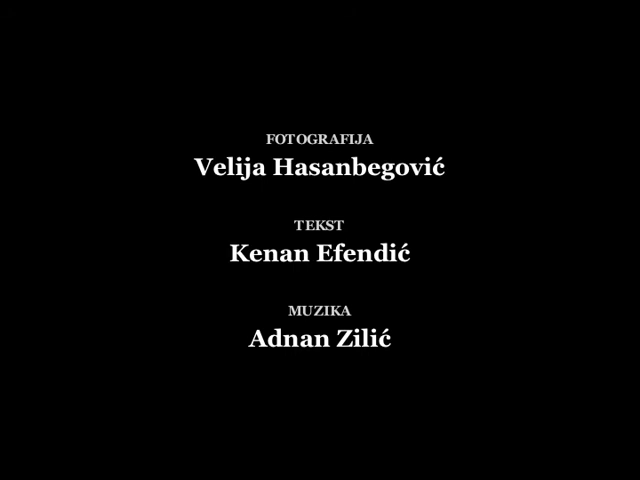 FOTOGRAFIJA
Velija Hasanbegović
TEKST
Kenan Efendić
MUZIKA
Adnan Zilić